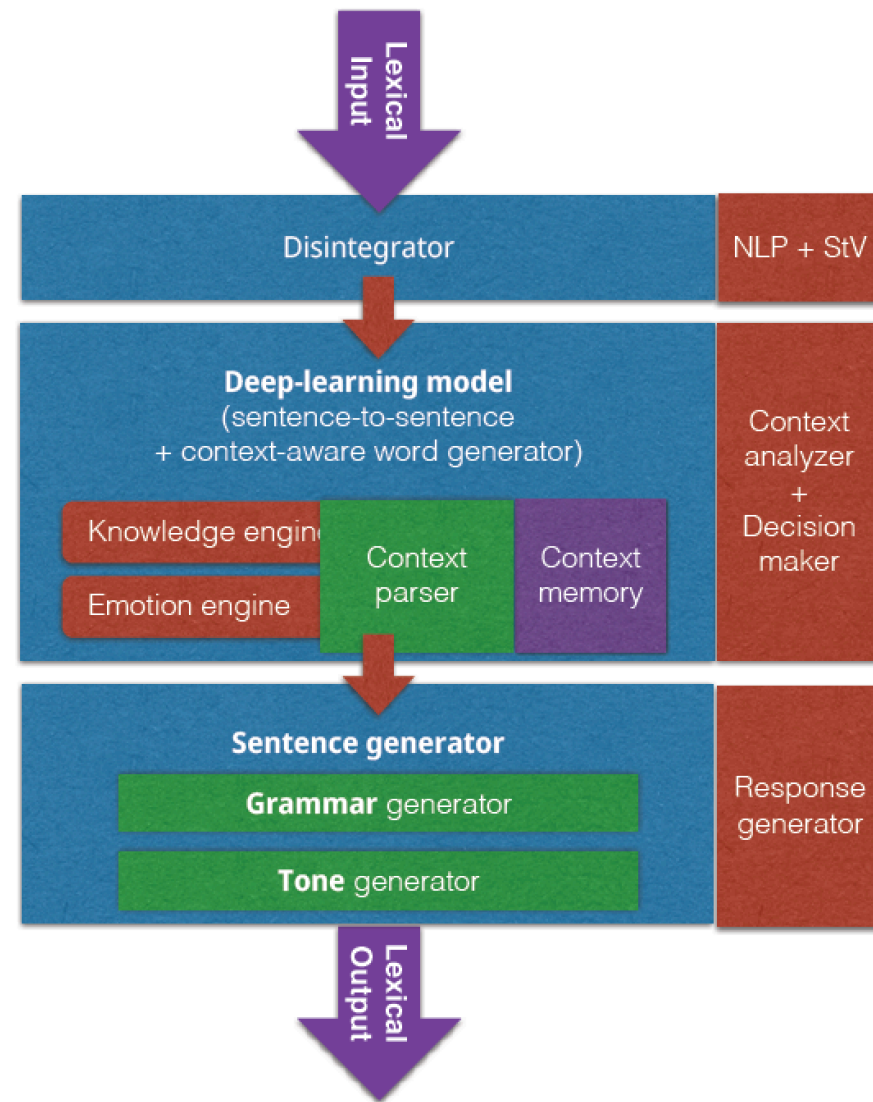 Lexical
Input
Disintegrator
NLP + StV
Deep-learning model
(sentence-to-sentence
+ context-aware word generator)
Knowledge engine
Emotion engine
Context
parser
Context
memory
Context
analyzer
+
Decision
maker
Sentence generator
Grammar generator
Tone generator
Response
generator
Lexical
Output